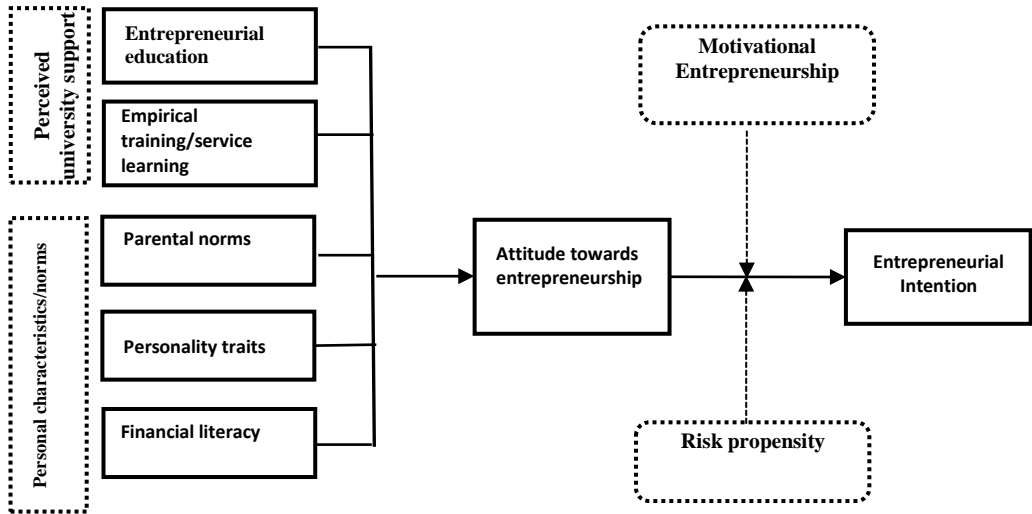 Perceived
university support
Entrepreneurial
education
Empirical
training/service
learning
Personal characteristics/norms
Parental norms
Personality traits
Financial literacy
Attitude towards
entrepreneurship
Motivational
Entrepreneurship
Risk propensity
Entrepreneurial
Intention